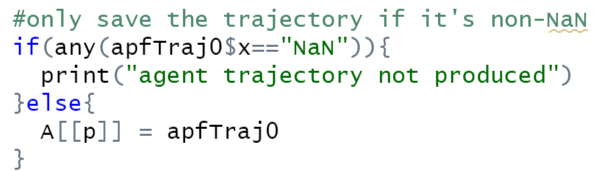 #only save the trajectory if it's non-NaN
if(any(apfTraj0$x=="NaN")){
  print("agent trajectory not produced")
}else{
  A[[p]] = apfTraj0
}